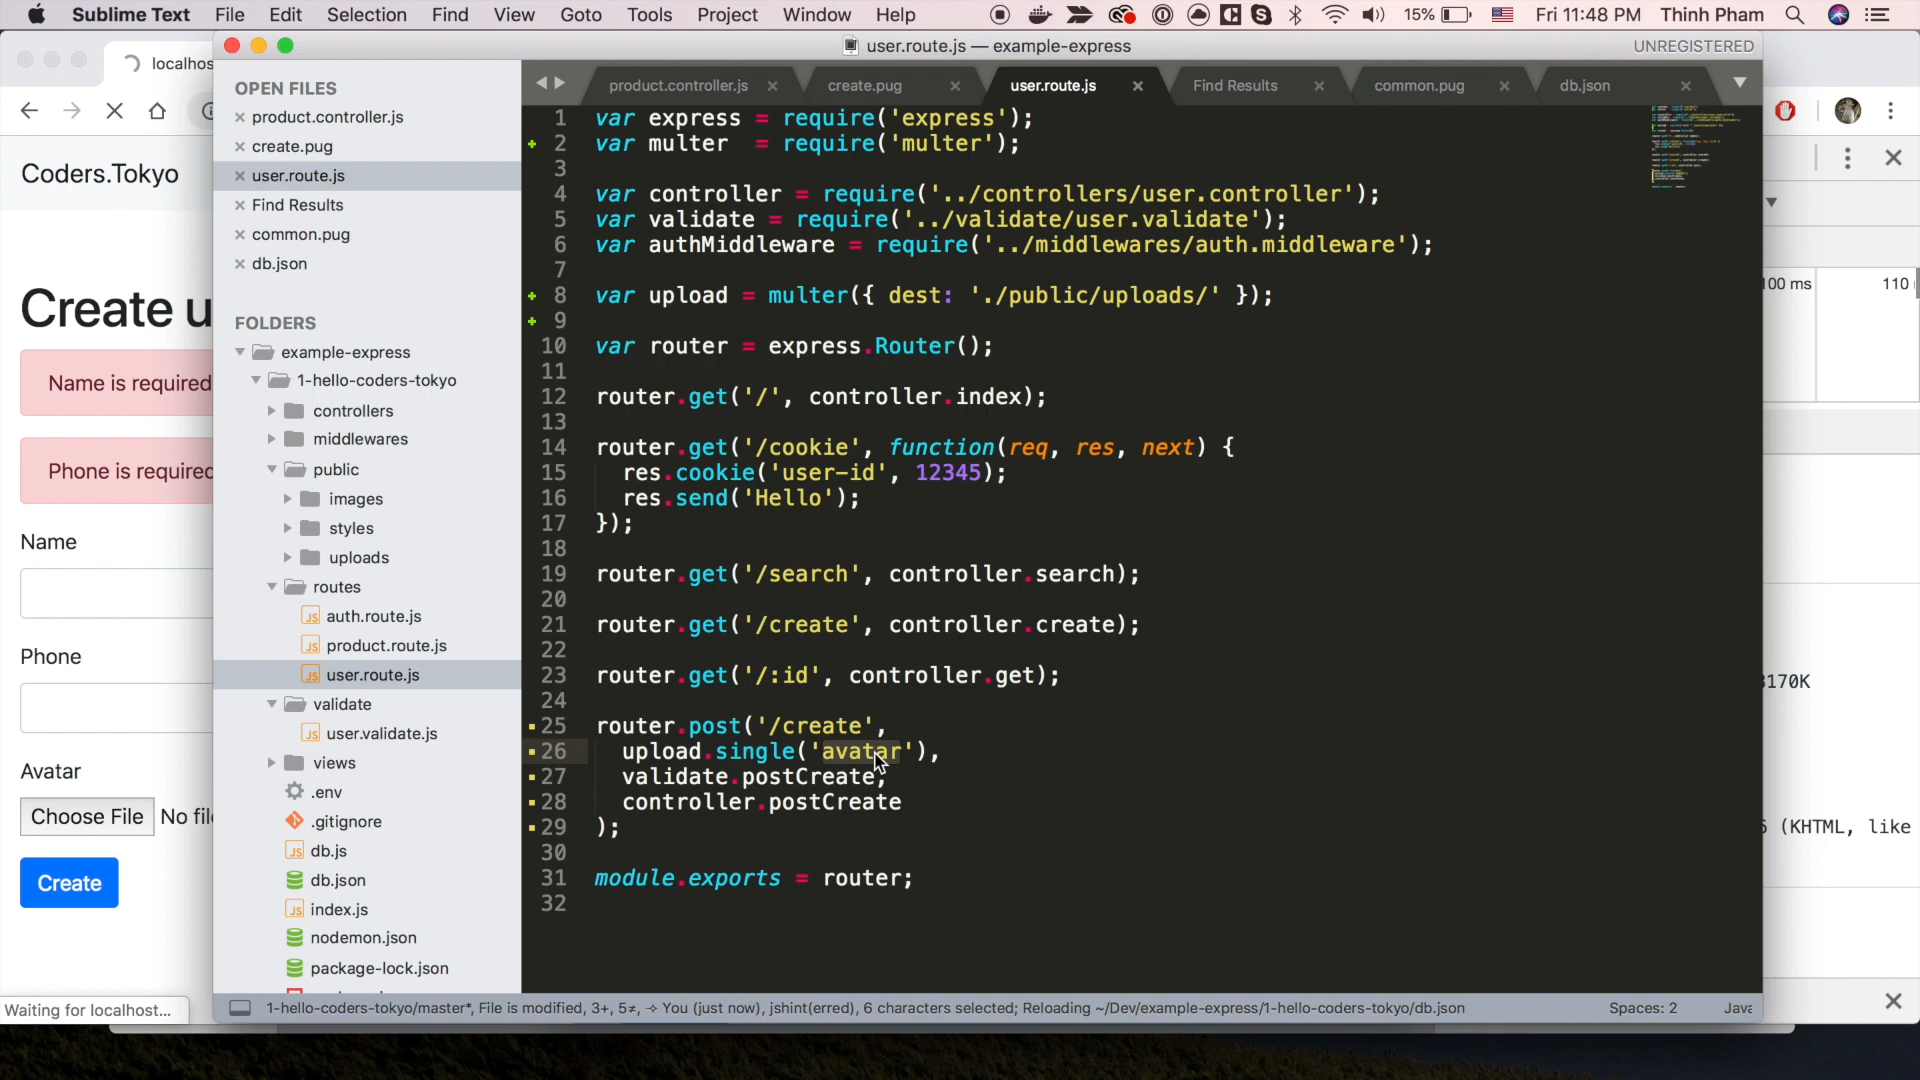 Sublime Text File Edit Selection Find View Goto Tools Project Window Help 15% Fri 11:48 PM Thinh Pham
user.route.js — example-express UNREGISTERED
localhos
OPEN FILES
product.controller.js
create.pug
user.route.js
Find Results
common.pug
db.json
FOLDERS
example-express
1-hello-coders-tokyo
controllers
middlewares
public
images
styles
uploads
routes
auth.route.js
product.route.js
user.route.js
validate
user.validate.js
views
.env
.gitignore
db.js
db.json
index.js
nodemon.json
package-lock.json
product.controller.js create.pug user.route.js Find Results common.pug db.json
1 var express = require('express');
2 var multer  = require('multer');
3
4 var controller = require('../controllers/user.controller');
5 var validate = require('../validate/user.validate');
6 var authMiddleware = require('../middlewares/auth.middleware');
7
8 var upload = multer({ dest: './public/uploads/' });
9
10 var router = express.Router();
11
12 router.get('/', controller.index);
13
14 router.get('/cookie', function(req, res, next) {
15   res.cookie('user-id', 12345);
16   res.send('Hello');
17 });
18
19 router.get('/search', controller.search);
20
21 router.get('/create', controller.create);
22
23 router.get('/:id', controller.get);
24
25 router.post('/create',
26   upload.single('avatar'),
27   validate.postCreate,
28   controller.postCreate
29 );
30
31 module.exports = router;
32
Coders.Tokyo
Create u
Name is required
Phone is required
Name
Phone
Avatar
Choose File No fil
Create
Waiting for localhost...
100 ms 110
3170K
(KHTML, like
1-hello-coders-tokyo/master*, File is modified, 3+, 5≠, ⊹ You (just now), jshint(erred), 6 characters selected; Reloading ~/Dev/example-express/1-hello-coders-tokyo/db.json Spaces: 2 Java